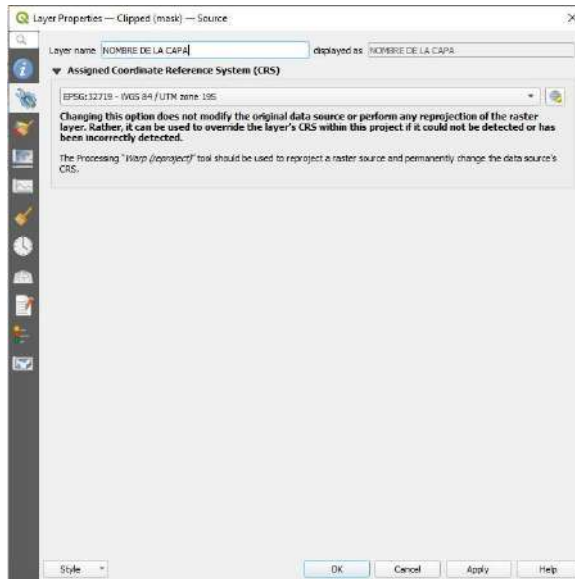 Layer Properties — Clipped (mask) — Source
Layer name NOMBRE DE LA CAPA displayed as NOMBRE DE LA CAPA
Assigned Coordinate Reference System (CRS)
EPSG:32719 - WGS 84 / UTM zone 19S
Changing this option does not modify the original data source or perform any reprojection of the raster
layer. Rather, it can be used to override the layer's CRS within this project if it could not be detected or has
been incorrectly detected.
The Processing "Warp (reproject)" tool should be used to reproject a raster source and permanently change the data source's
CRS.
Style OK Cancel Apply Help